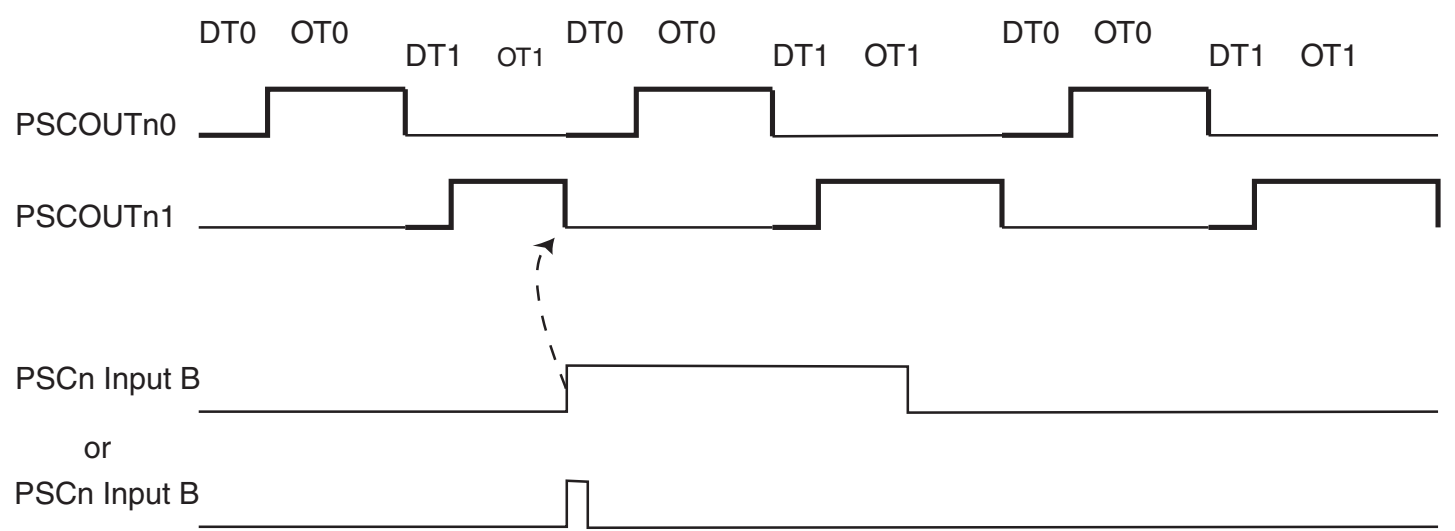 DT0 OT0 DT0 OT0 DT0 OT0
DT1 OT1 DT1 OT1 DT1 OT1
PSCOUTn0
PSCOUTn1
PSCn Input B
or
PSCn Input B